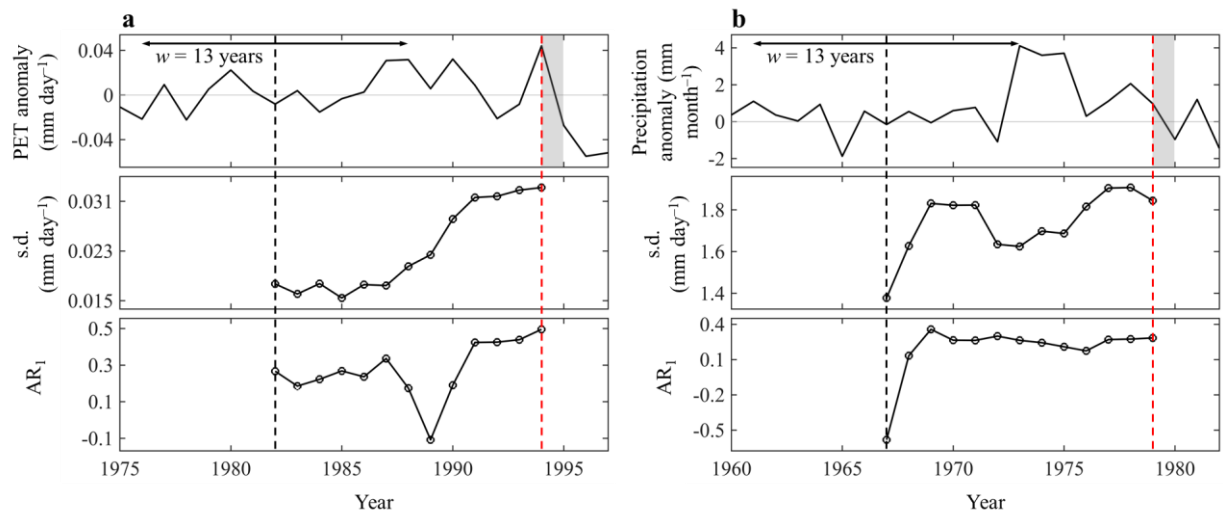 a
PET anomaly
(mm day⁻¹)
0.04
0
-0.04
w = 13 years
s.d.
(mm day⁻¹)
0.031
0.023
0.015
AR₁
0.5
0.3
0.1
-0.1
1975 1980 1985 1990 1995
Year
b
Precipitation
anomaly (mm
month⁻¹)
4
2
0
-2
w = 13 years
s.d.
(mm day⁻¹)
1.8
1.6
1.4
AR₁
0.4
0.1
-0.2
-0.5
1960 1965 1970 1975 1980
Year